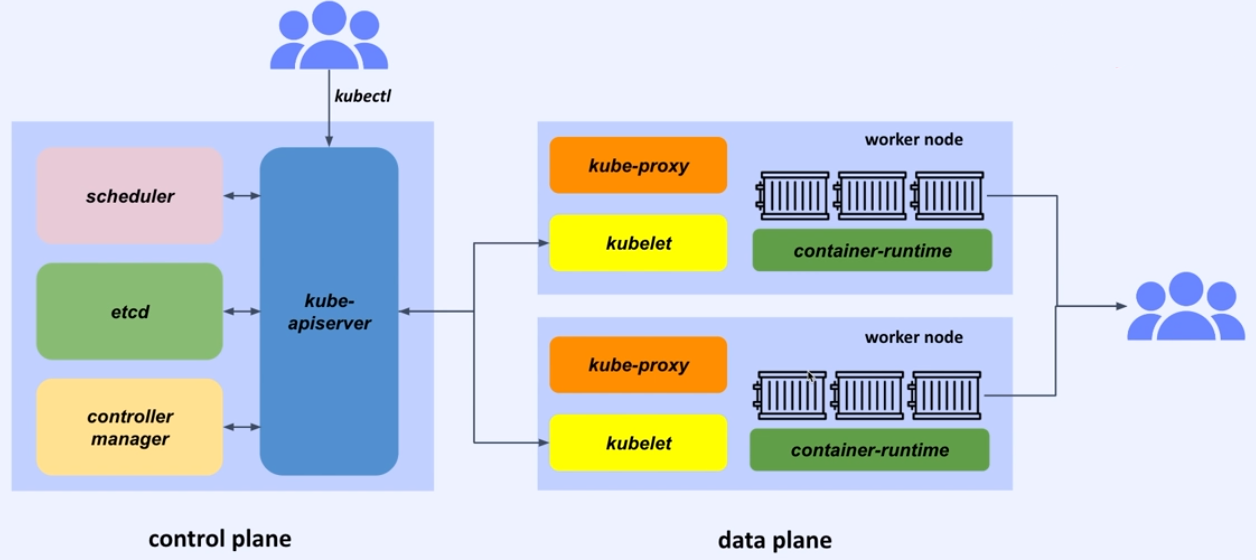 kubectl
scheduler
etcd
controller
manager
kube-
apiserver
control plane
worker node
kube-proxy
kubelet
container-runtime
worker node
kube-proxy
kubelet
container-runtime
data plane